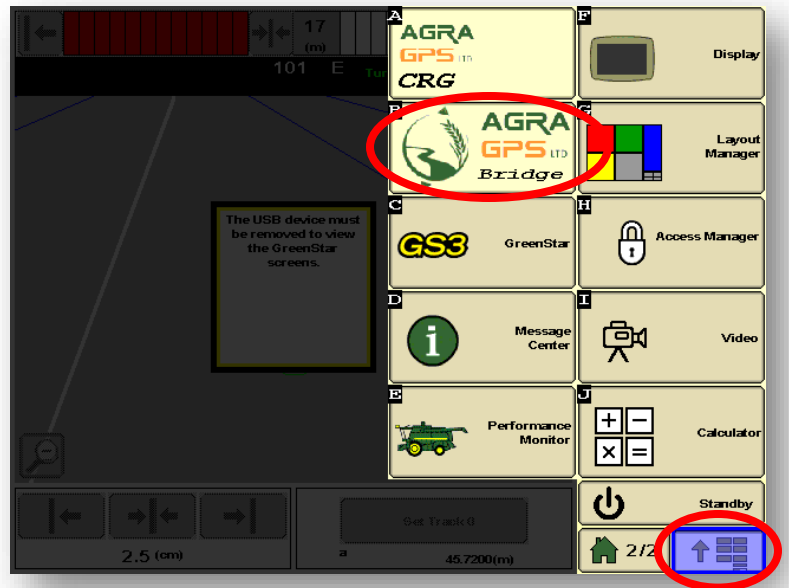 17
(m)
101 E Tur
The USB device must
be removed to view
the GreenStar
screens.
2.5 (cm)
Set Track 0
a
45.7200(m)
A
AGRA
GPS LTD
CRG
AGRA
GPS LTD
Bridge
C
GS3
GreenStar
D
i
Message
Center
E
Performance
Monitor
F
Display
G
Layout
Manager
H
Access Manager
I
Video
J
+ −
× =
Calculator
Standby
2/2